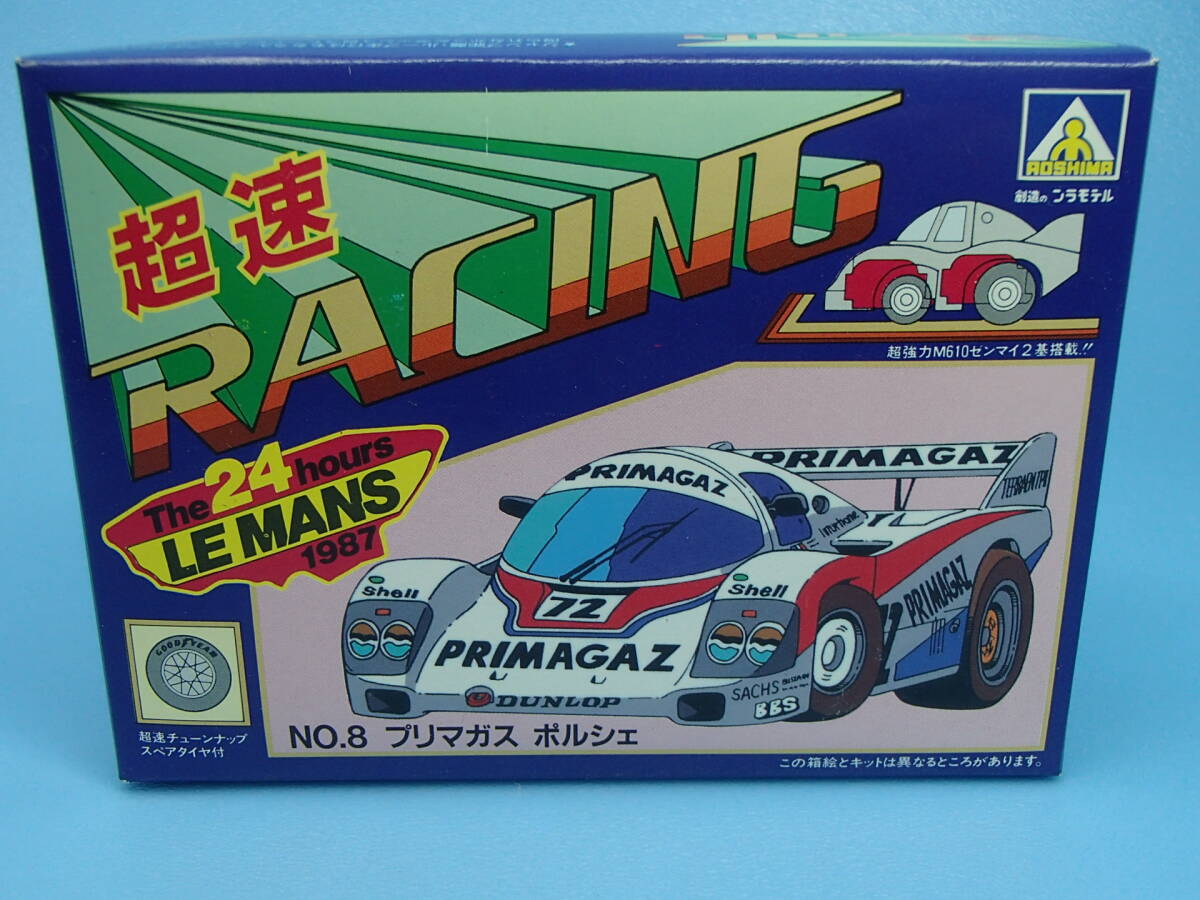 超速
RACING
AOSHIMA
創造の ンラモデル
超強力M610ゼンマイ2基搭載!!
The 24 hours
LE MANS
1987
PRIMAGAZ
PRIMAGAZ
Shell
72
Shell
PRIMAGAZ
PRIMAGAZ
72
DUNLOP
SACHS
BBS
GOODYEAR
超速チューンナップ
スペアタイヤ付
NO.8 プリマガス ポルシェ
この箱絵とキットは異なるところがあります。